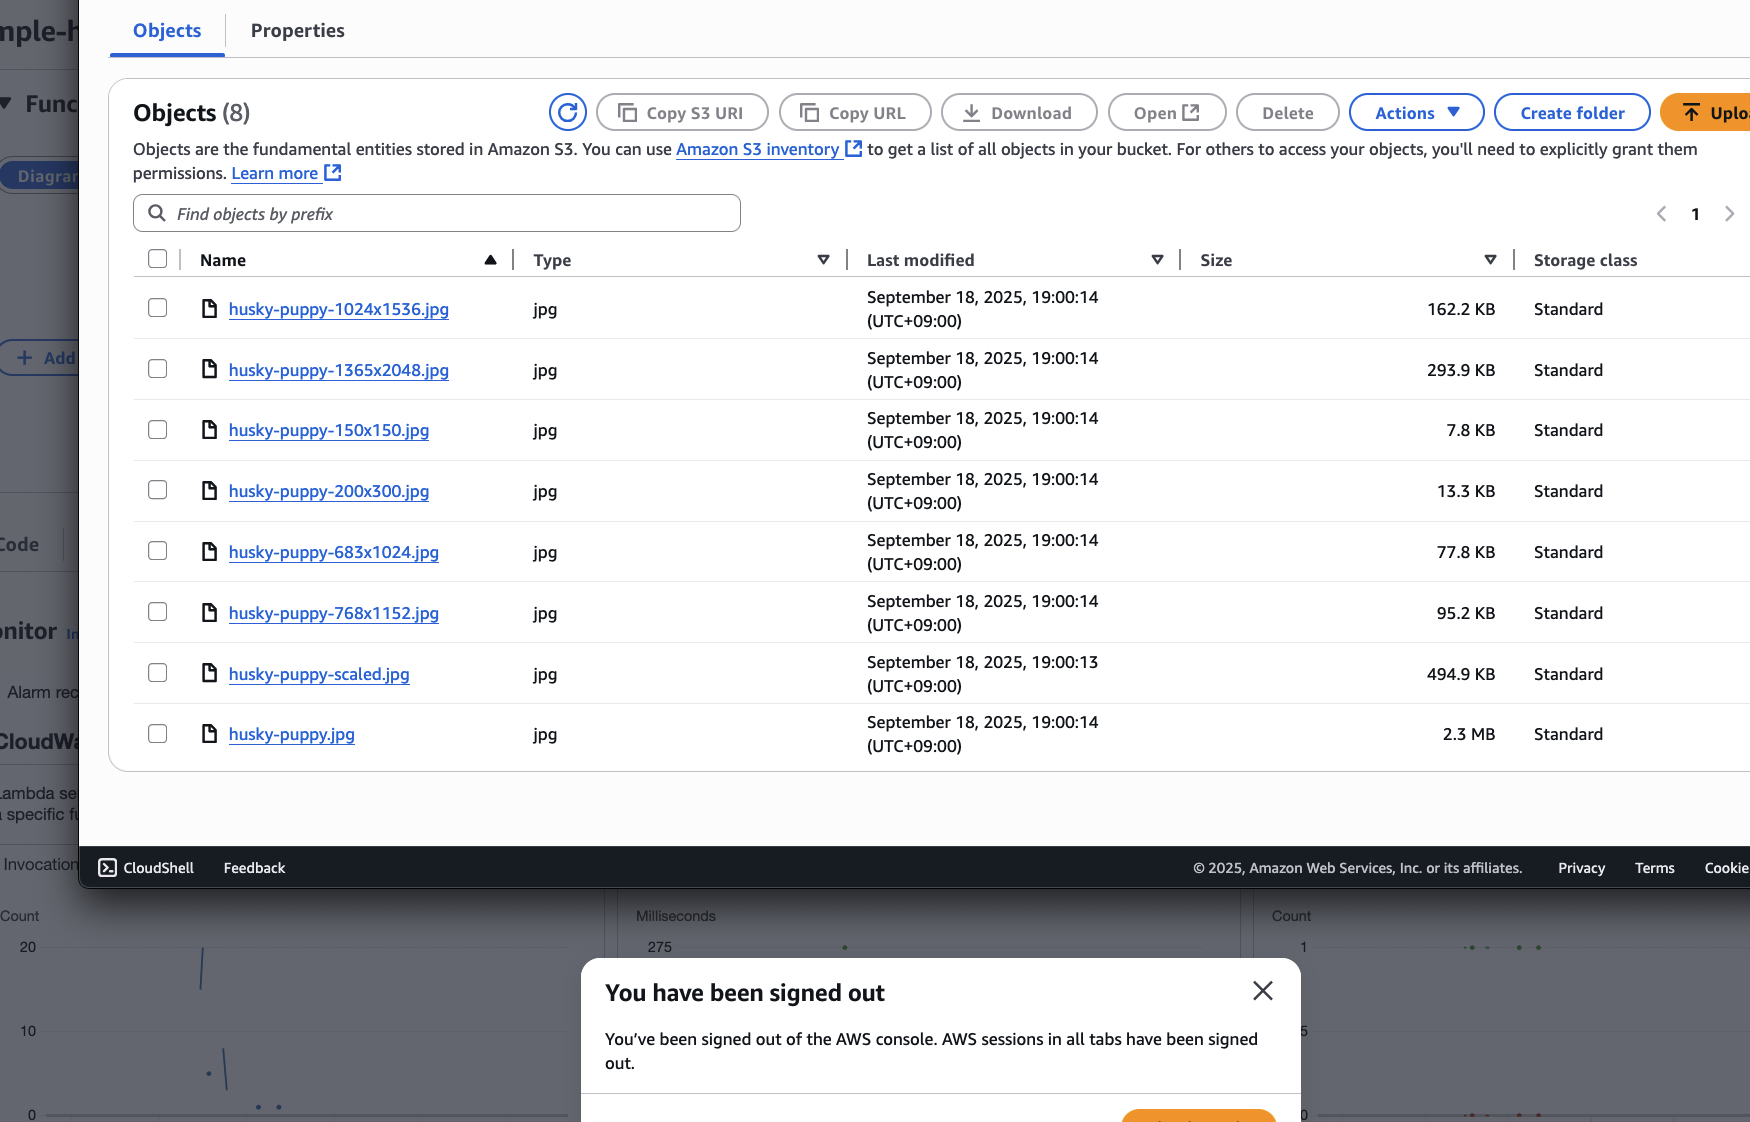 Objects
Properties
Objects (8)
Copy S3 URI
Copy URL
Download
Open
Delete
Actions
Create folder
Objects are the fundamental entities stored in Amazon S3. You can use Amazon S3 inventory to get a list of all objects in your bucket. For others to access your objects, you'll need to explicitly grant them
permissions. Learn more
Find objects by prefix
1
Name
Type
Last modified
Size
Storage class
husky-puppy-1024x1536.jpg
jpg
September 18, 2025, 19:00:14
(UTC+09:00)
162.2 KB
Standard
husky-puppy-1365x2048.jpg
jpg
September 18, 2025, 19:00:14
(UTC+09:00)
293.9 KB
Standard
husky-puppy-150x150.jpg
jpg
September 18, 2025, 19:00:14
(UTC+09:00)
7.8 KB
Standard
husky-puppy-200x300.jpg
jpg
September 18, 2025, 19:00:14
(UTC+09:00)
13.3 KB
Standard
husky-puppy-683x1024.jpg
jpg
September 18, 2025, 19:00:14
(UTC+09:00)
77.8 KB
Standard
husky-puppy-768x1152.jpg
jpg
September 18, 2025, 19:00:14
(UTC+09:00)
95.2 KB
Standard
husky-puppy-scaled.jpg
jpg
September 18, 2025, 19:00:13
(UTC+09:00)
494.9 KB
Standard
husky-puppy.jpg
jpg
September 18, 2025, 19:00:14
(UTC+09:00)
2.3 MB
Standard
CloudShell
Feedback
© 2025, Amazon Web Services, Inc. or its affiliates.
Privacy
Terms
Cookie
Add
Code
Alarm
a specific
Invocation
Count
20
10
0
Milliseconds
275
Count
1
You have been signed out
You've been signed out of the AWS console. AWS sessions in all tabs have been signed
out.